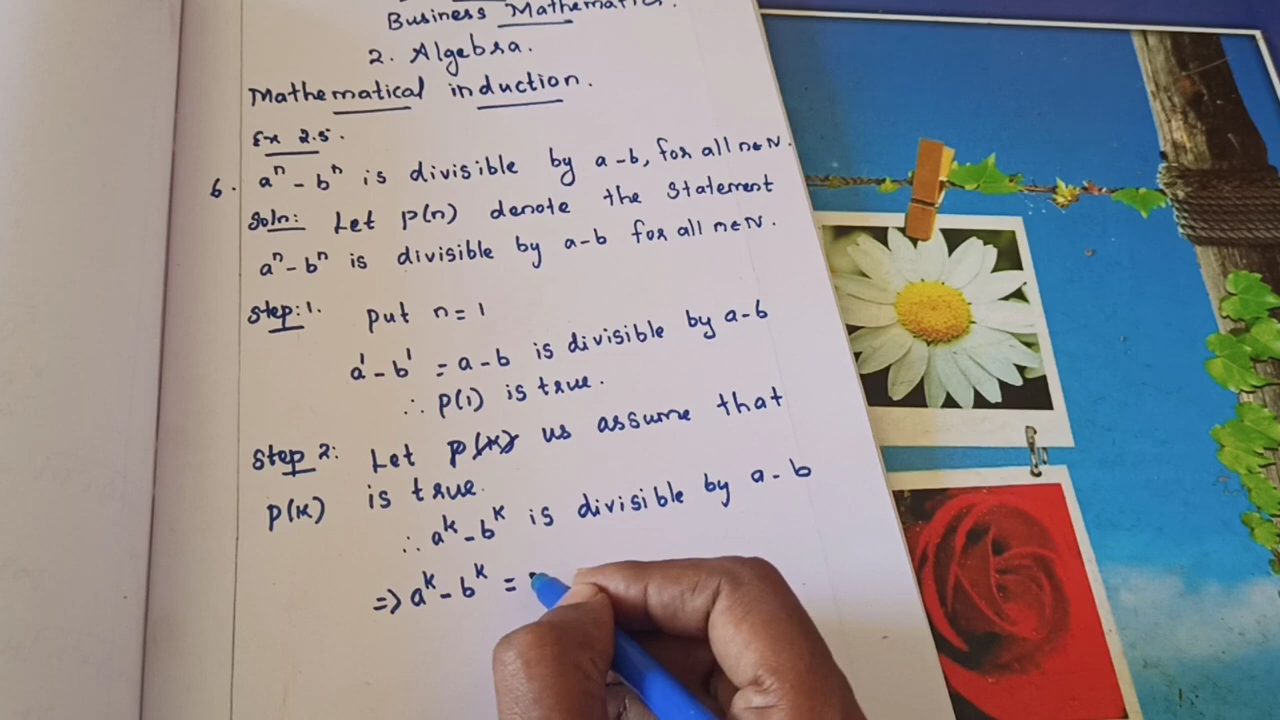 Business Mathematics.
2. Algebra.
Mathematical induction.
Ex 2.5.
6. aⁿ - bⁿ is divisible by a-b, for all n∈N.
Soln: Let P(n) denote the statement
aⁿ - bⁿ is divisible by a-b for all n∈N.
Step:1. put n = 1
a¹ - b¹ = a - b is divisible by a-b
∴ P(1) is true.
Step 2: Let us assume that
P(k) is true.
∴ aᵏ - bᵏ is divisible by a - b
=> aᵏ - bᵏ =